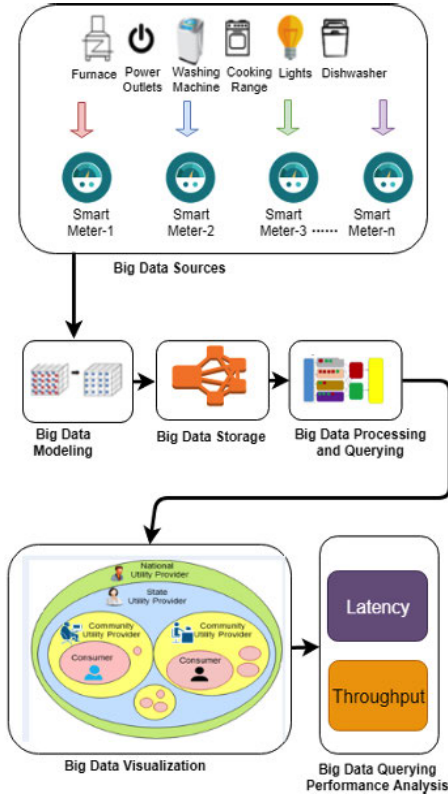 Furnace
Power
Outlets
Washing
Machine
Cooking
Range
Lights
Dishwasher
Smart
Meter-1
Smart
Meter-2
Smart
Meter-3 ......
Smart
Meter-n
Big Data Sources
Big Data
Modeling
Big Data Storage
Big Data Processing
and Querying
National
Utility Provider
State
Utility Provider
Community
Utility Provider
Community
Utility Provider
Consumer
Consumer
Latency
Throughput
Big Data Visualization
Big Data Querying
Performance Analysis